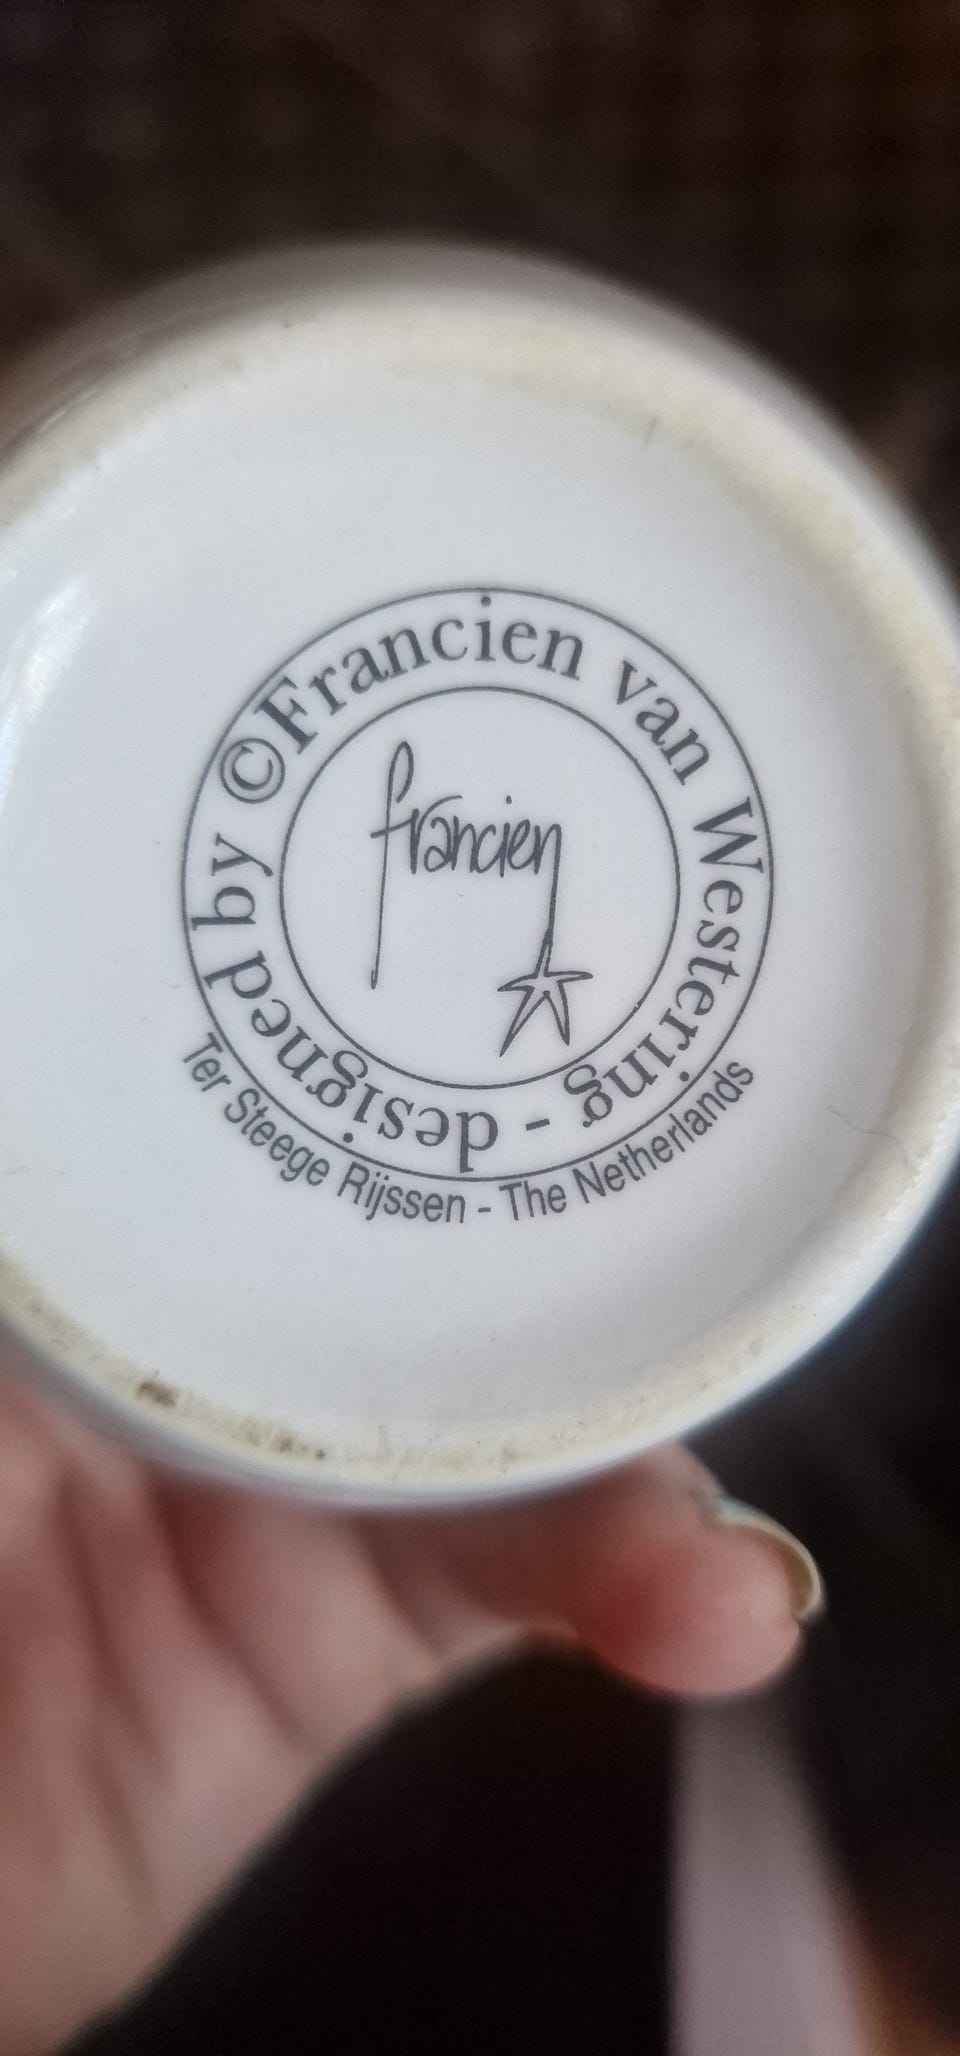 designed by ©Francien van Westering -
francien
Ter Steege Rijssen - The Netherlands